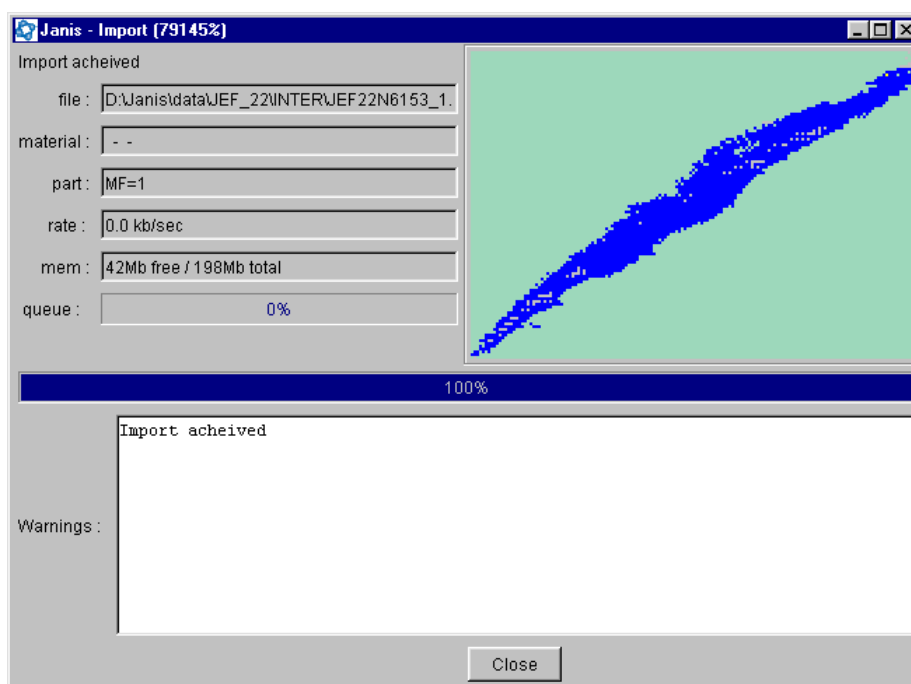 Janis - Import (79145%)
Import acheived
file : D:\Janis\data\JEF_22\INTER\JEF22N6153_1.
material : - -
part : MF=1
rate : 0.0 kb/sec
mem : 42Mb free / 198Mb total
queue : 0%
100%
Import acheived
Warnings :
Close